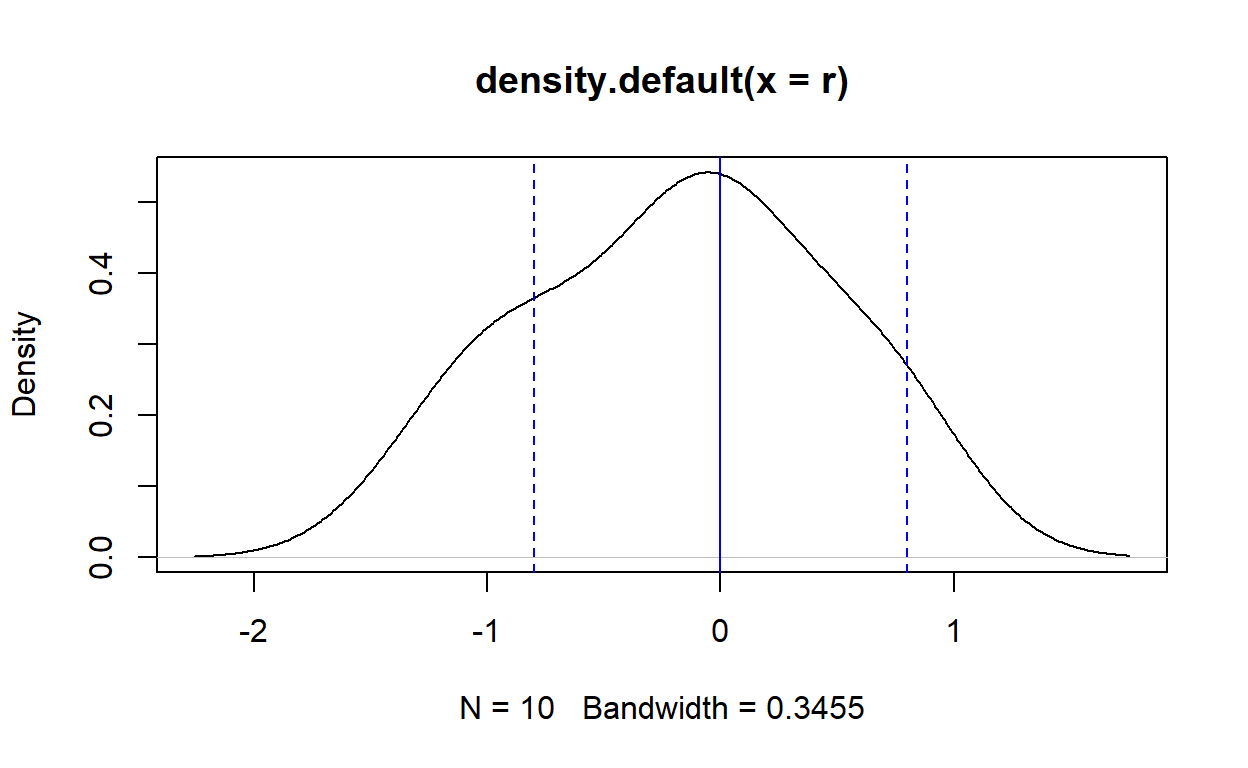 density.default(x = r)
Density
0.4
0.2
0.0
-2 -1 0 1
N = 10 Bandwidth = 0.3455